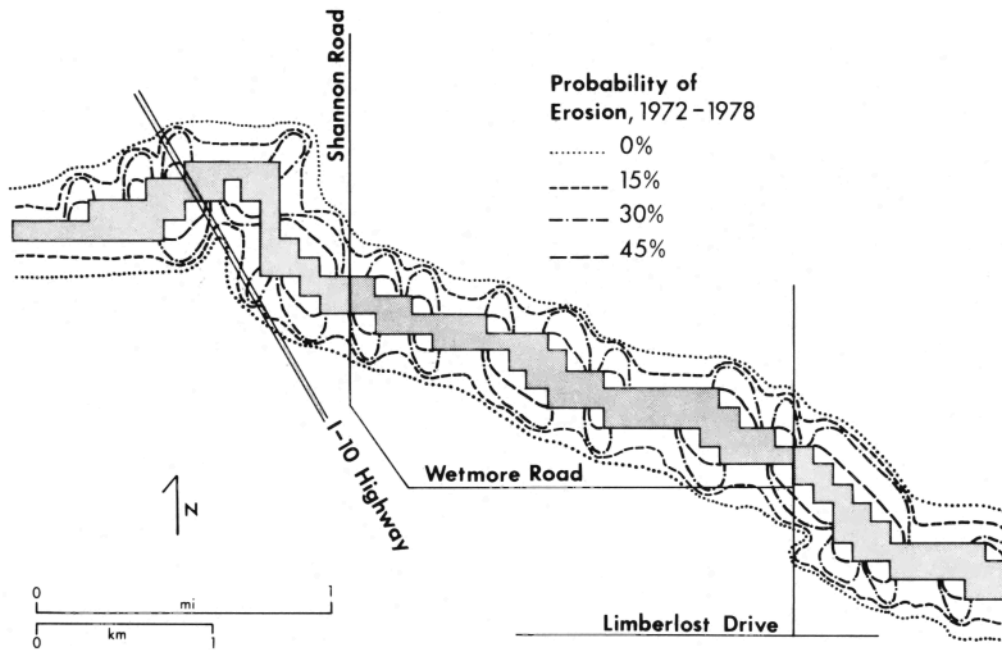 Shannon Road
Probability of
Erosion, 1972-1978
0%
15%
30%
45%
I-10 Highway
Wetmore Road
N
0 1
mi
0 1
km
Limberlost Drive